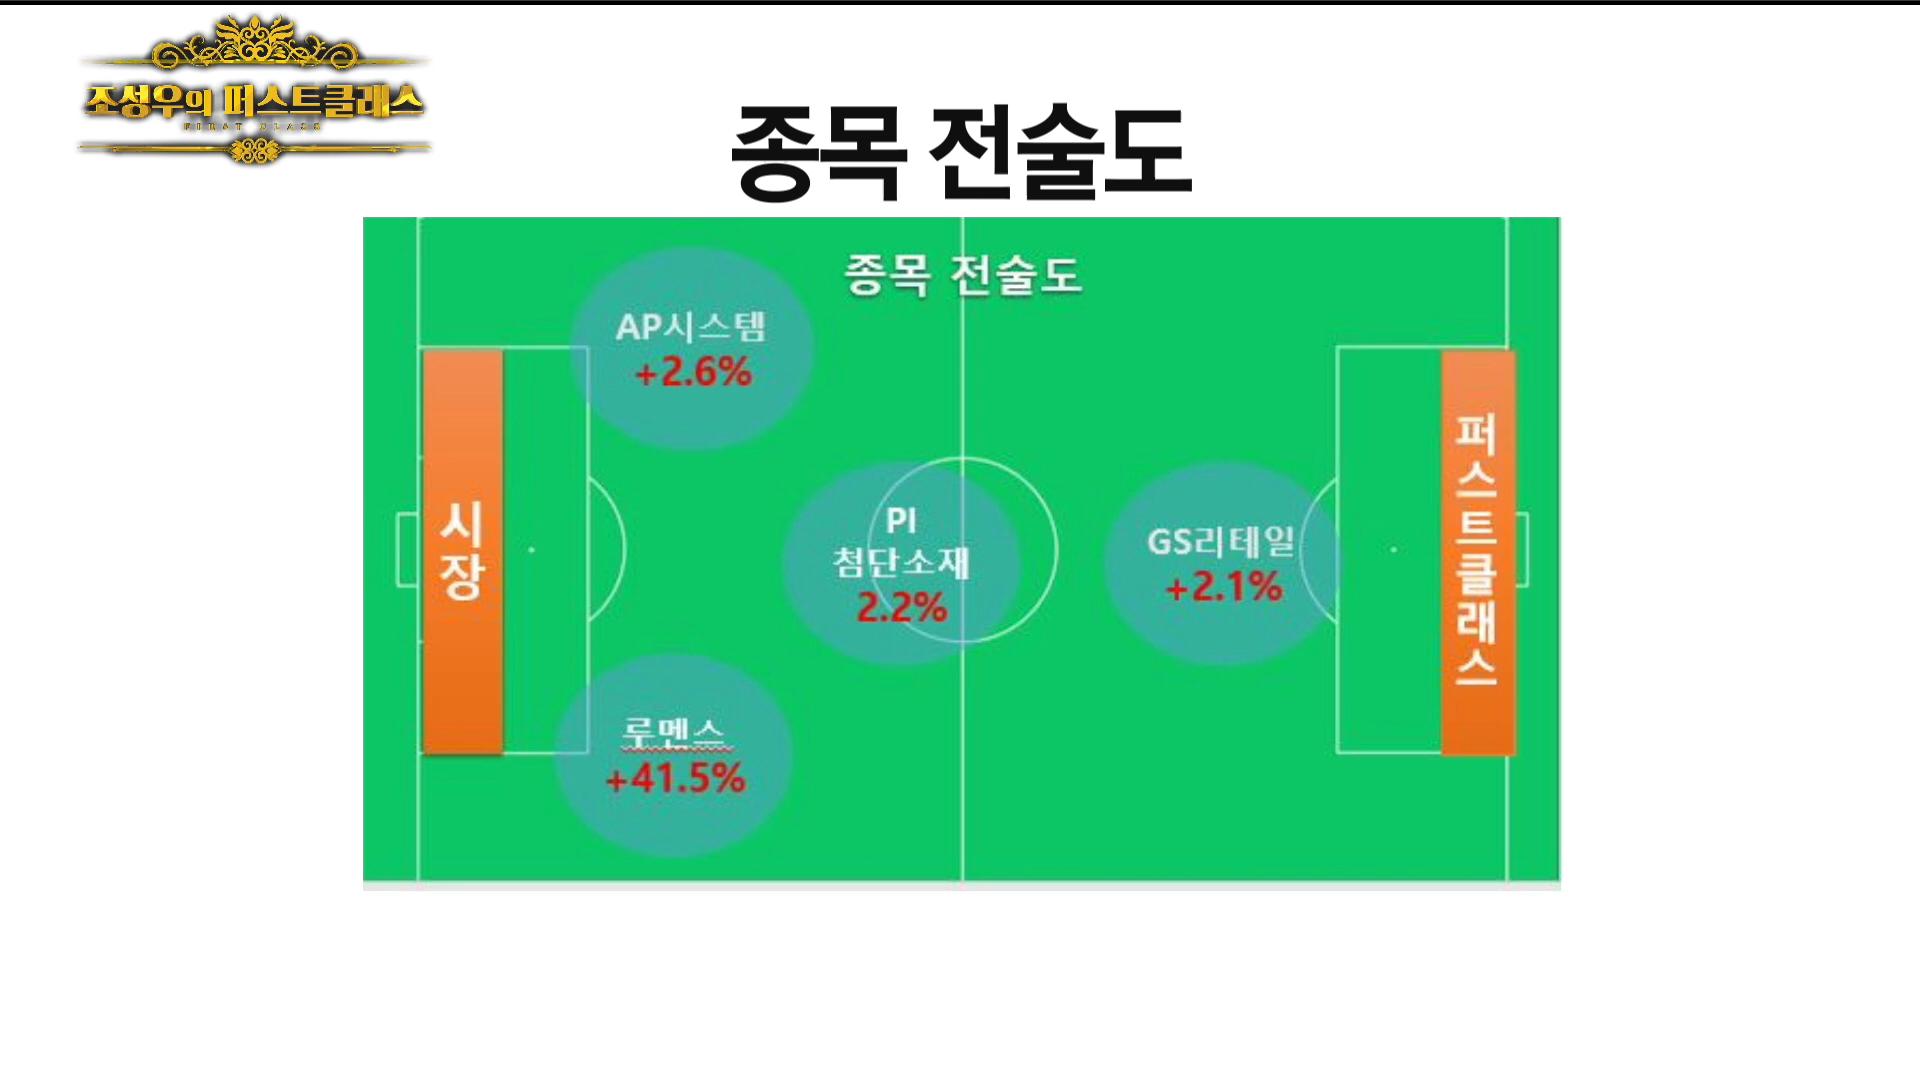 조성우의 퍼스트클래스
FIRST CLASS
종목 전술도
종목 전술도
AP시스템
+2.6%
시장
PI
첨단소재
2.2%
GS리테일
+2.1%
퍼스트클래스
루멘스
+41.5%